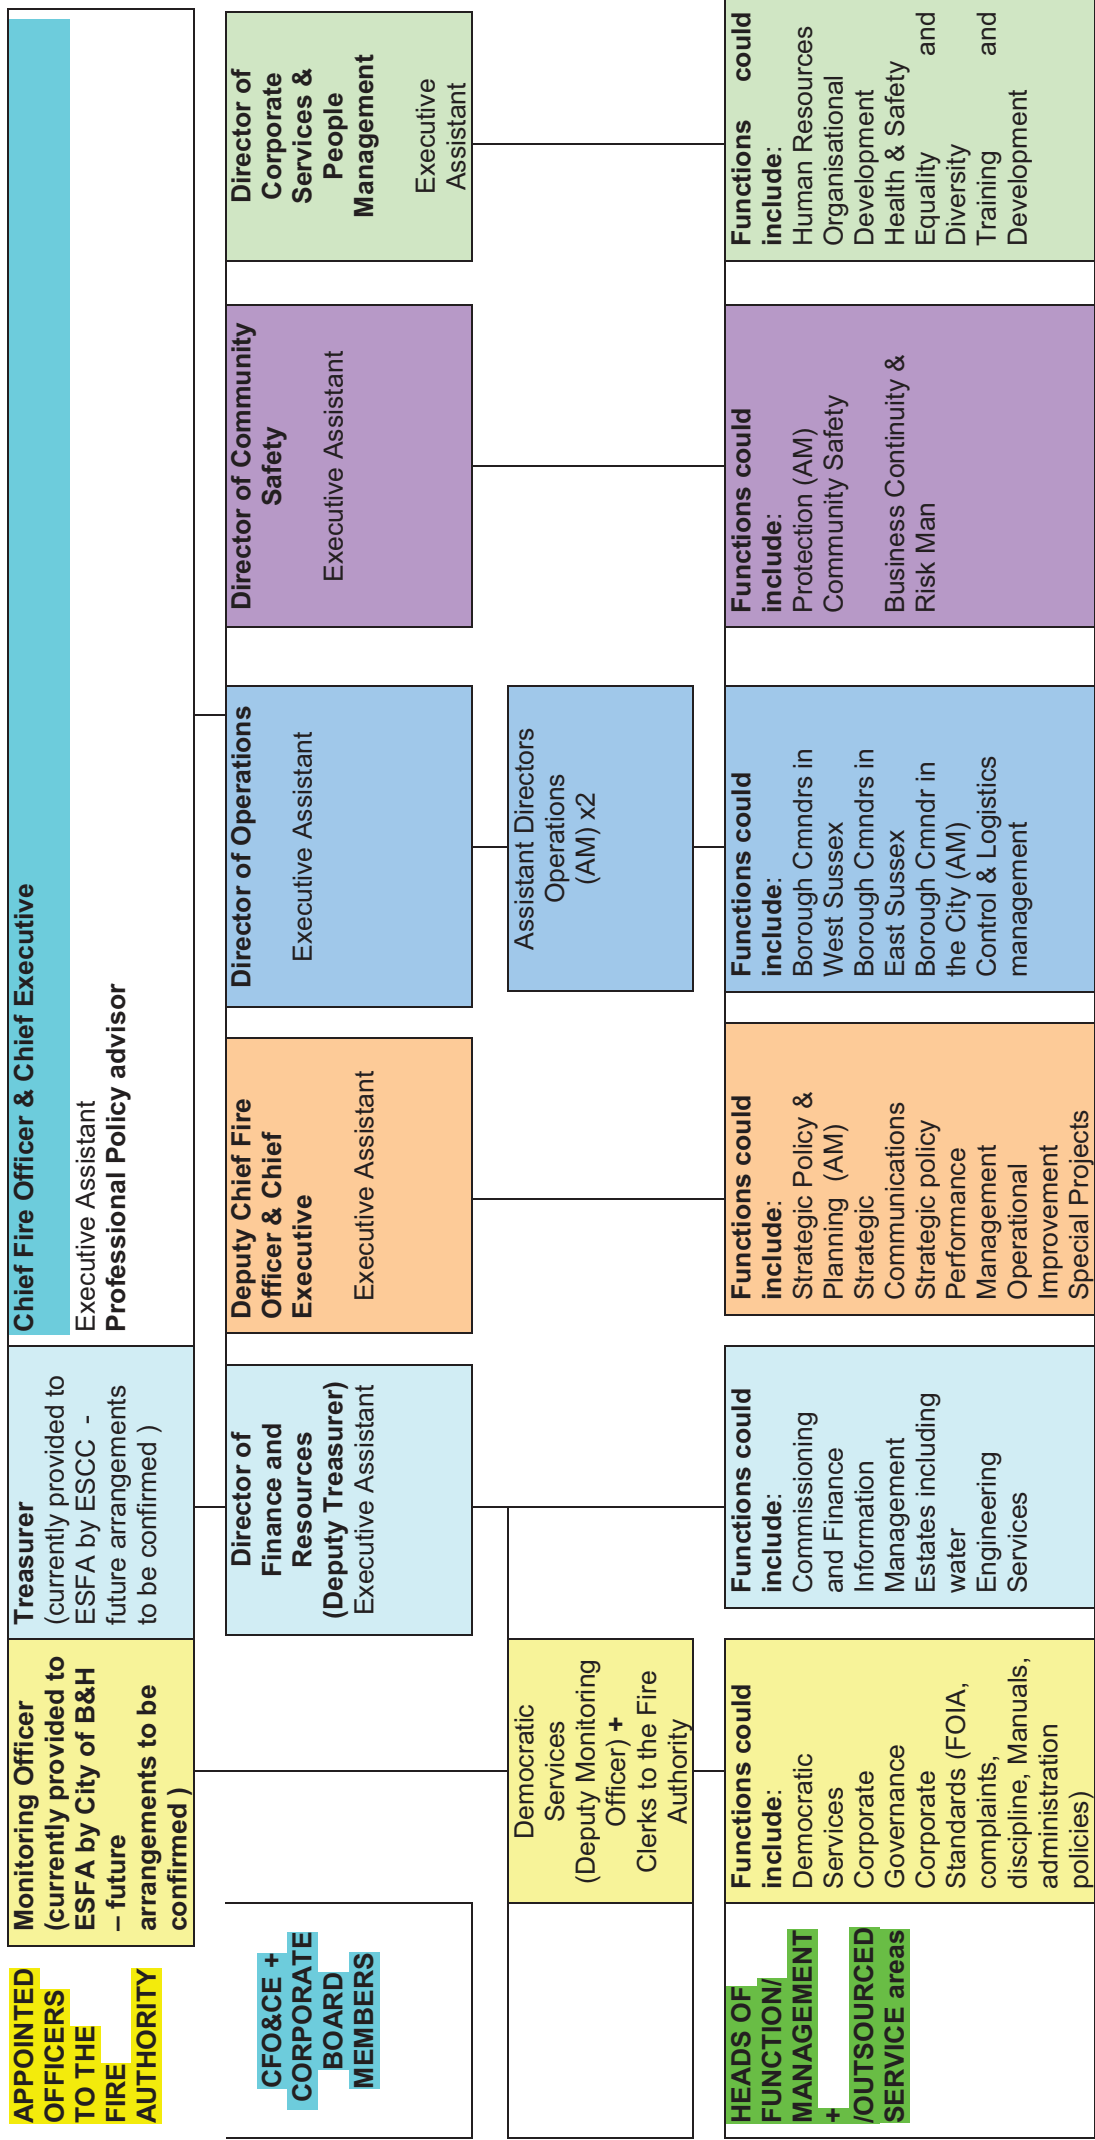 APPOINTED
OFFICERS
TO THE
FIRE
AUTHORITY
Monitoring Officer
(currently provided to
ESFA by City of B&H
– future
arrangements to be
confirmed )
Treasurer
(currently provided to
ESFA by ESCC -
future arrangements
to be confirmed )
Chief Fire Officer & Chief Executive
Executive Assistant
Professional Policy advisor
CFO&CE +
CORPORATE
BOARD
MEMBERS
Director of
Finance and
Resources
(Deputy Treasurer)
Executive Assistant
Deputy Chief Fire
Officer & Chief
Executive
Executive Assistant
Director of Operations
Executive Assistant
Director of Community
Safety
Executive Assistant
Director of
Corporate
Services &
People
Management
Executive
Assistant
Democratic
Services
(Deputy Monitoring
Officer) +
Clerks to the Fire
Authority
Assistant Directors
Operations
(AM) x2
HEADS OF
FUNCTION/
MANAGEMENT
+
/OUTSOURCED
SERVICE areas
Functions could
include:
Democratic
Services
Corporate
Governance
Corporate
Standards (FOIA,
complaints,
discipline, Manuals,
administration
policies)
Functions could
include:
Commissioning
and Finance
Information
Management
Estates including
water
Engineering
Services
Functions could
include:
Strategic Policy &
Planning (AM)
Strategic
Communications
Strategic policy
Performance
Management
Operational
Improvement
Special Projects
Functions could
include:
Borough Cmndrs in
West Sussex
Borough Cmndrs in
East Sussex
Borough Cmndr in
the City (AM)
Control & Logistics
management
Functions could
include:
Protection (AM)
Community Safety
Business Continuity &
Risk Man
Functions could
include:
Human Resources
Organisational
Development
Health & Safety
Equality and
Diversity
Training and
Development